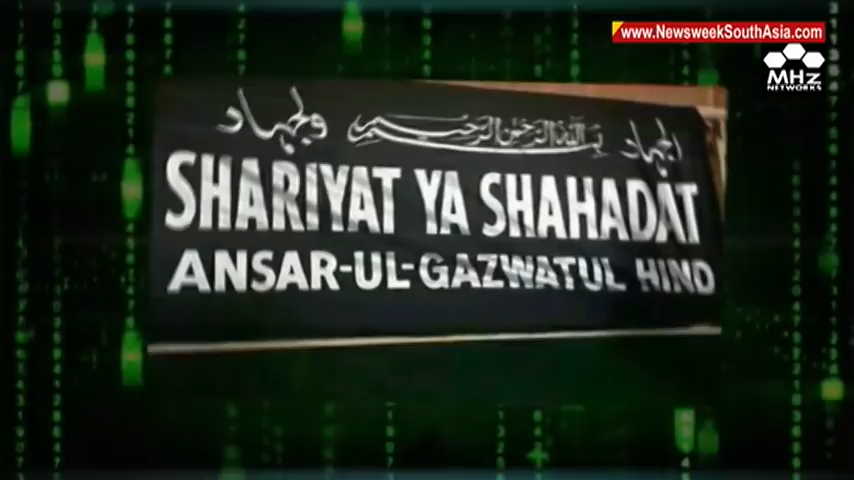 www.NewsweekSouthAsia.com
MHz
NETWORKS
الجهاد بسم الله الرحمن الرحيم والجهاد
SHARIYAT YA SHAHADAT
ANSAR-UL-GAZWATUL HIND